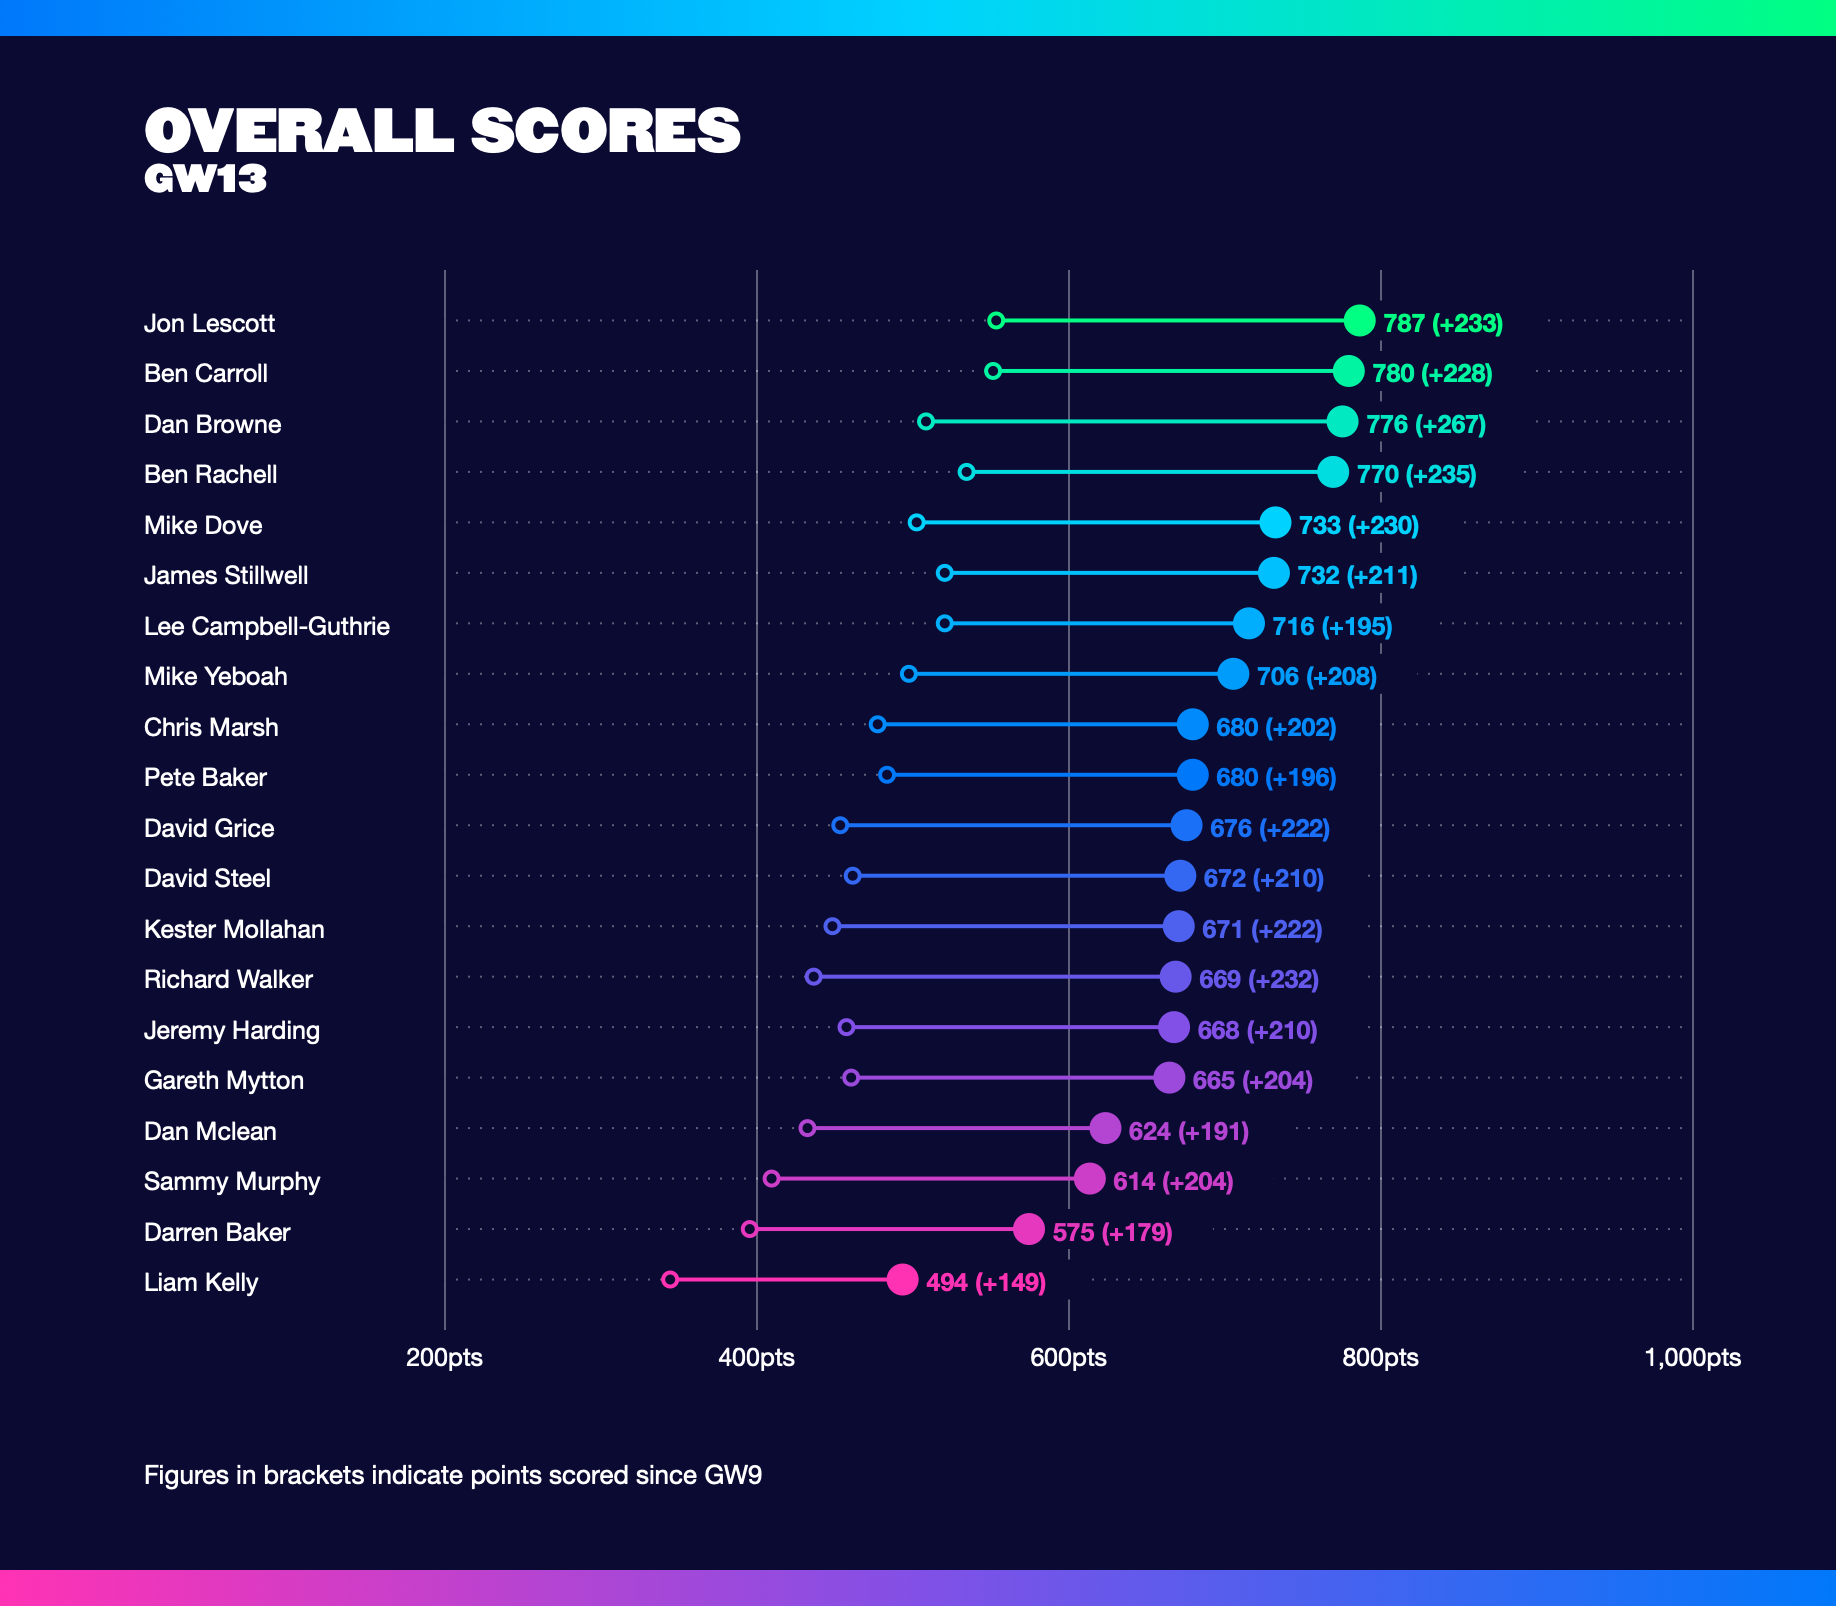 OVERALL SCORES
GW13
Jon Lescott 787 (+233)
Ben Carroll 780 (+228)
Dan Browne 776 (+267)
Ben Rachell 770 (+235)
Mike Dove 733 (+230)
James Stillwell 732 (+211)
Lee Campbell-Guthrie 716 (+195)
Mike Yeboah 706 (+208)
Chris Marsh 680 (+202)
Pete Baker 680 (+196)
David Grice 676 (+222)
David Steel 672 (+210)
Kester Mollahan 671 (+222)
Richard Walker 669 (+232)
Jeremy Harding 668 (+210)
Gareth Mytton 665 (+204)
Dan Mclean 624 (+191)
Sammy Murphy 614 (+204)
Darren Baker 575 (+179)
Liam Kelly 494 (+149)
200pts 400pts 600pts 800pts 1,000pts
Figures in brackets indicate points scored since GW9